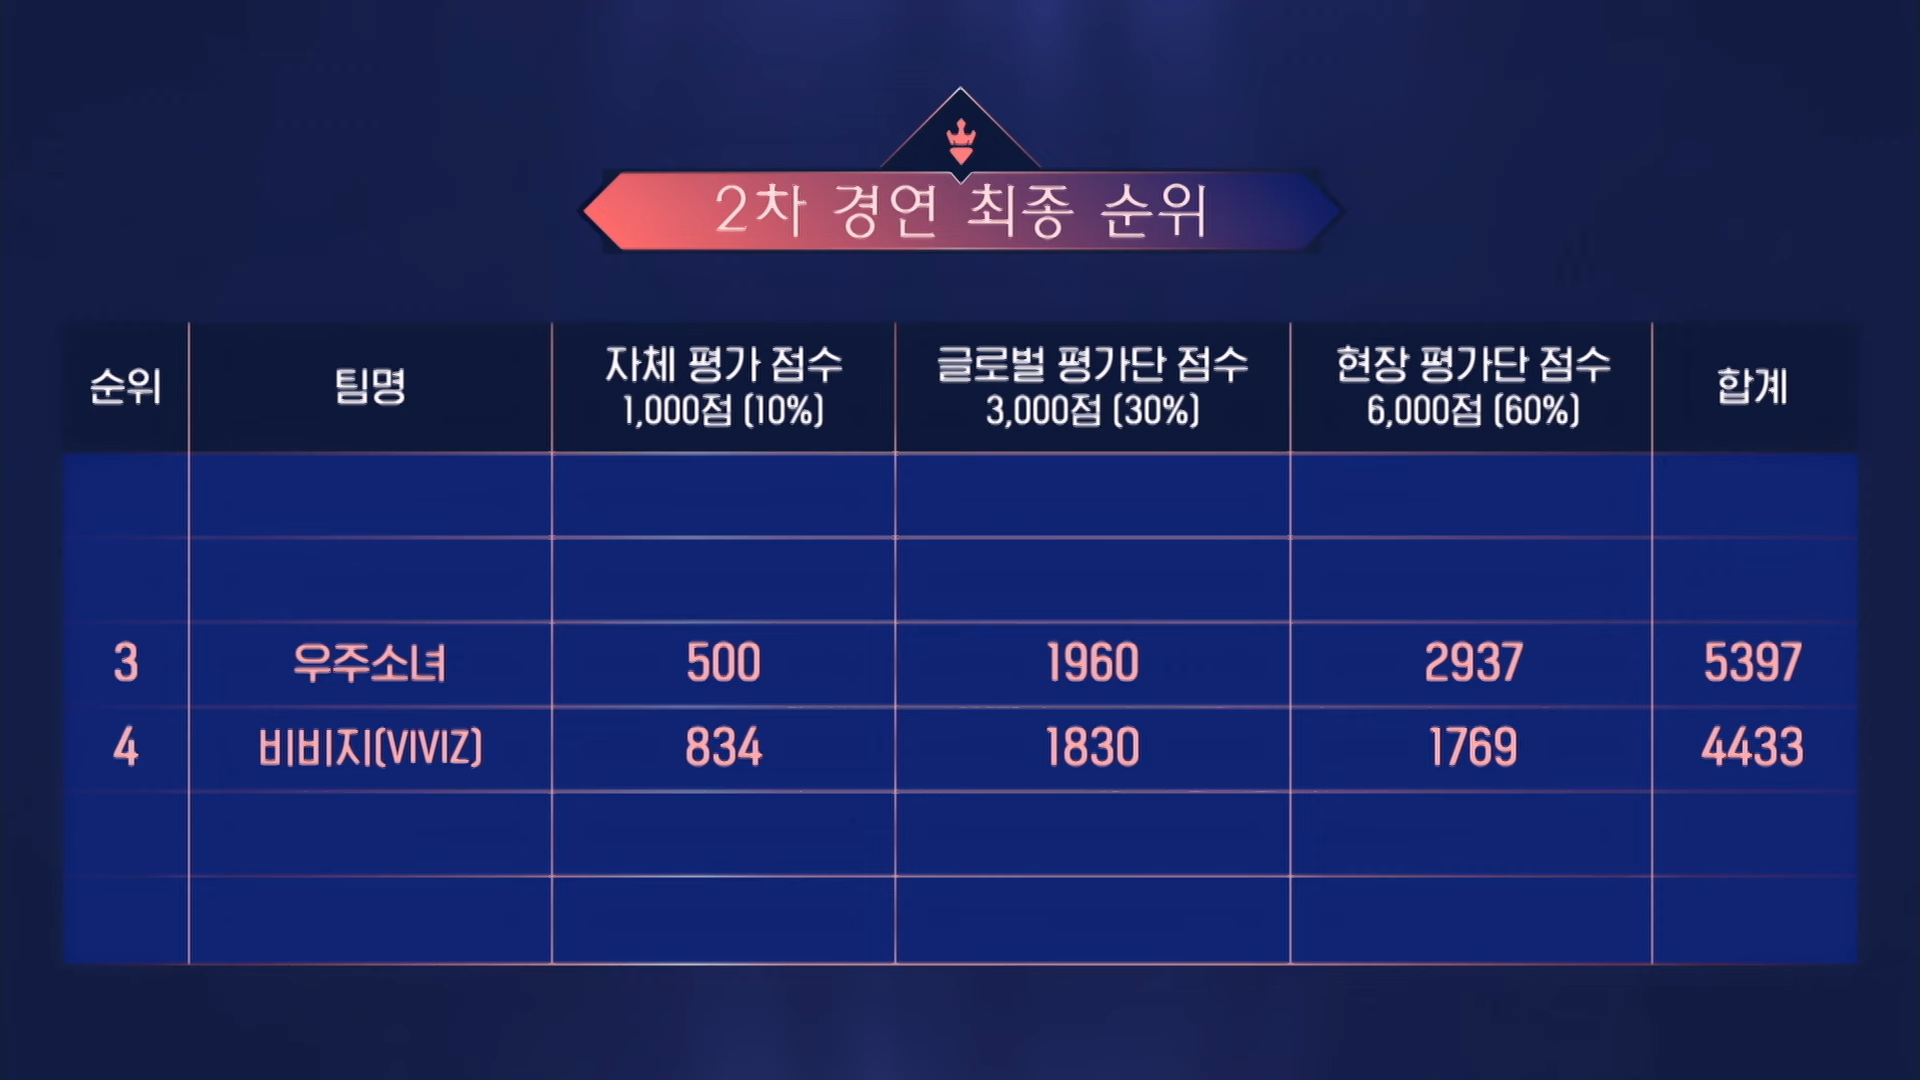 2차 경연 최종 순위
순위 팀명 자체 평가 점수 글로벌 평가단 점수 현장 평가단 점수 합계
1,000점 (10%) 3,000점 (30%) 6,000점 (60%)
3 우주소녀 500 1960 2937 5397
4 비비지(VIVIZ) 834 1830 1769 4433